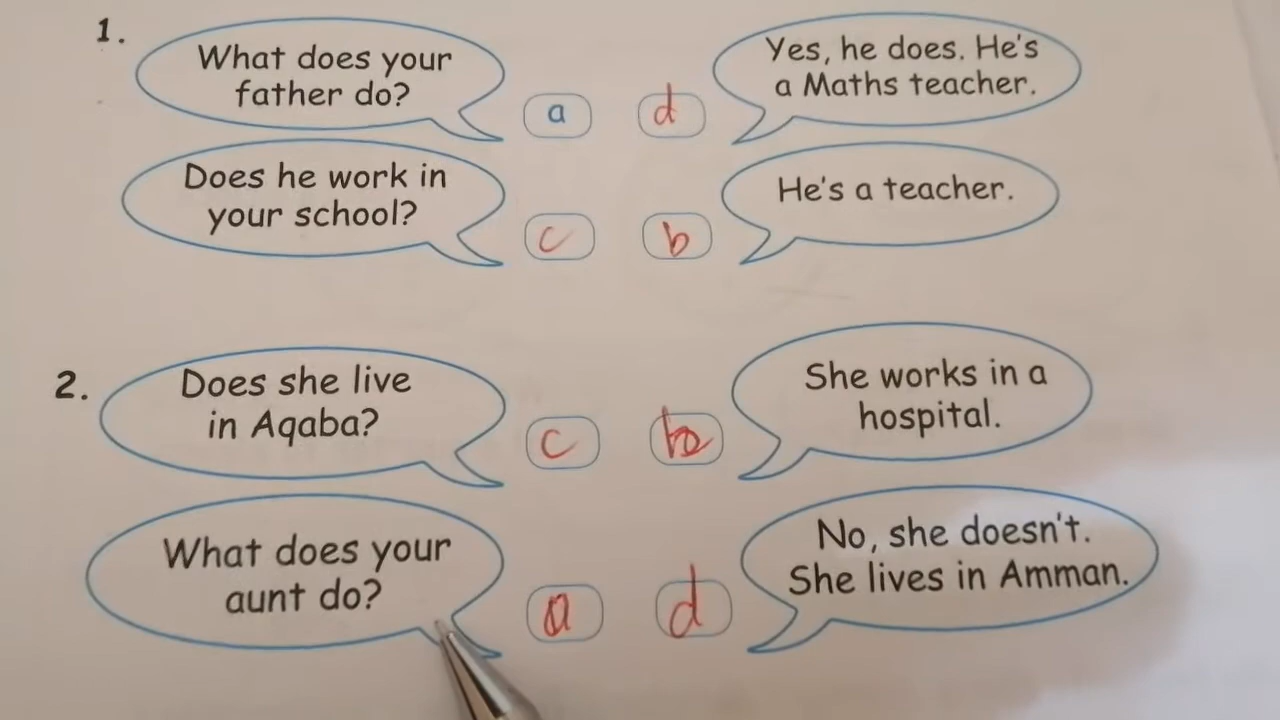 1.
What does your
father do?
a
d
Yes, he does. He's
a Maths teacher.
Does he work in
your school?
c
b
He's a teacher.
2.
Does she live
in Aqaba?
c
b
She works in a
hospital.
What does your
aunt do?
a
d
No, she doesn't.
She lives in Amman.